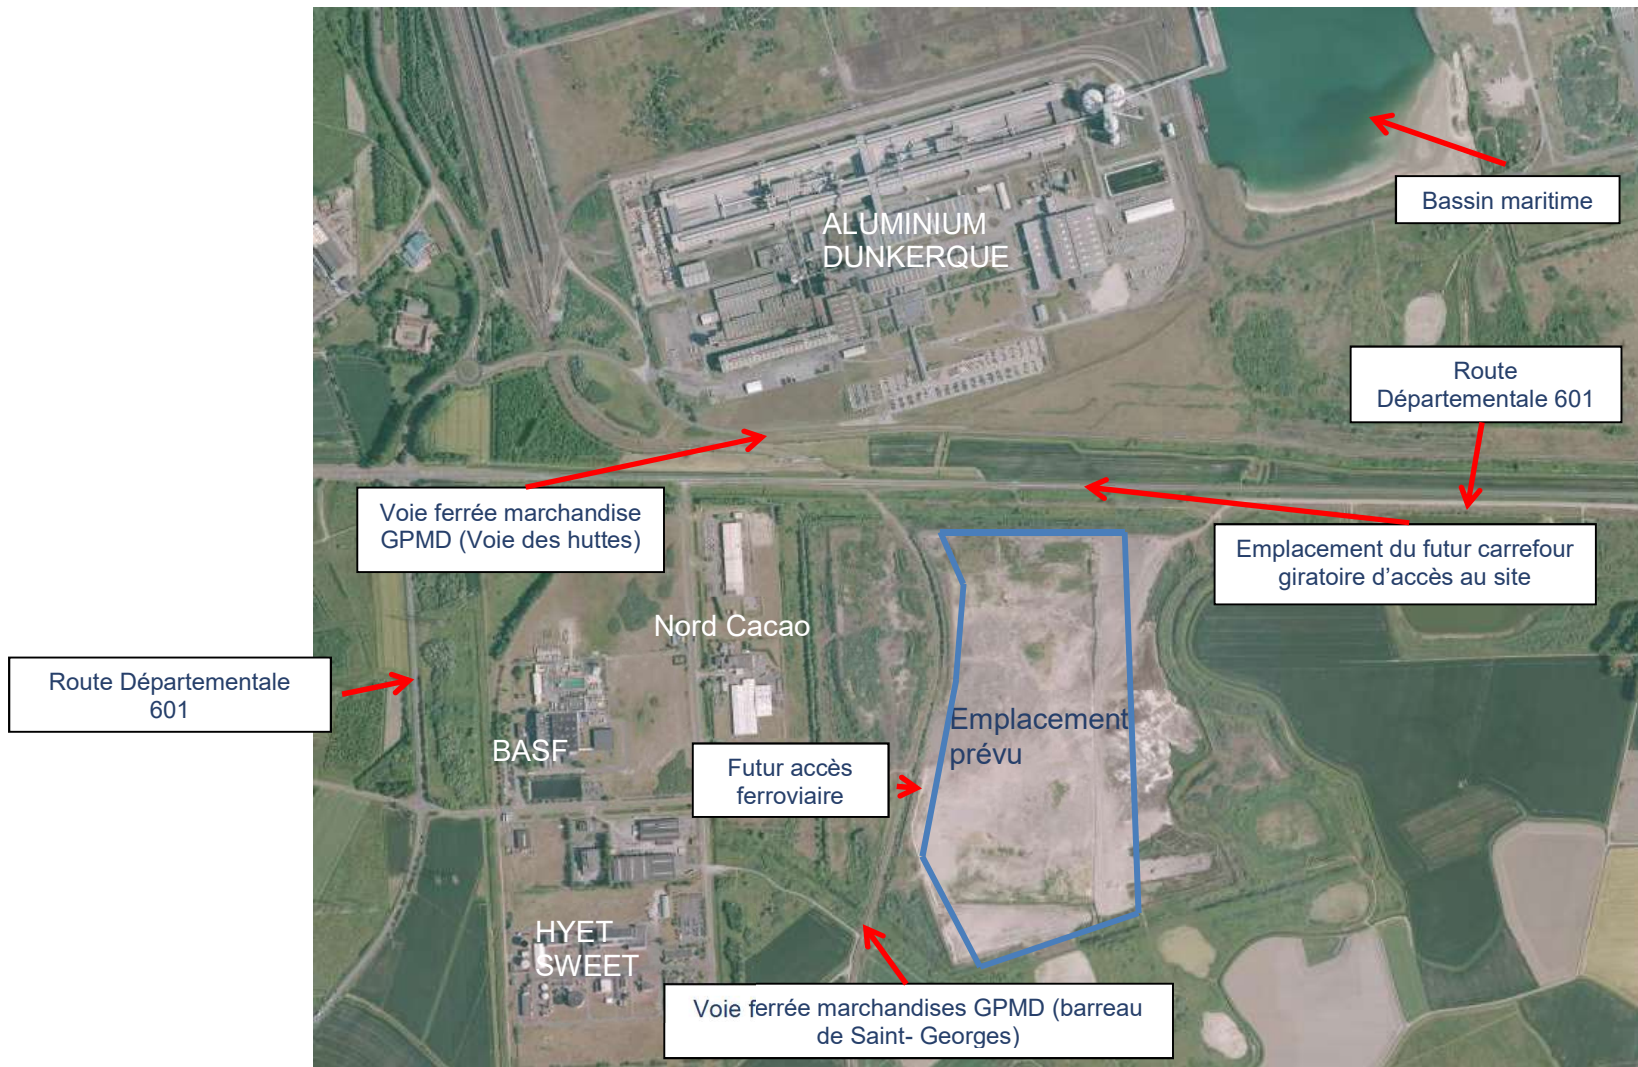 ALUMINIUM
DUNKERQUE
Bassin maritime
Route
Départementale 601
Voie ferrée marchandise
GPMD (Voie des huttes)
Emplacement du futur carrefour
giratoire d'accès au site
Nord Cacao
Route Départementale
601
Emplacement
prévu
BASF
Futur accès
ferroviaire
HYET
SWEET
Voie ferrée marchandises GPMD (barreau
de Saint- Georges)